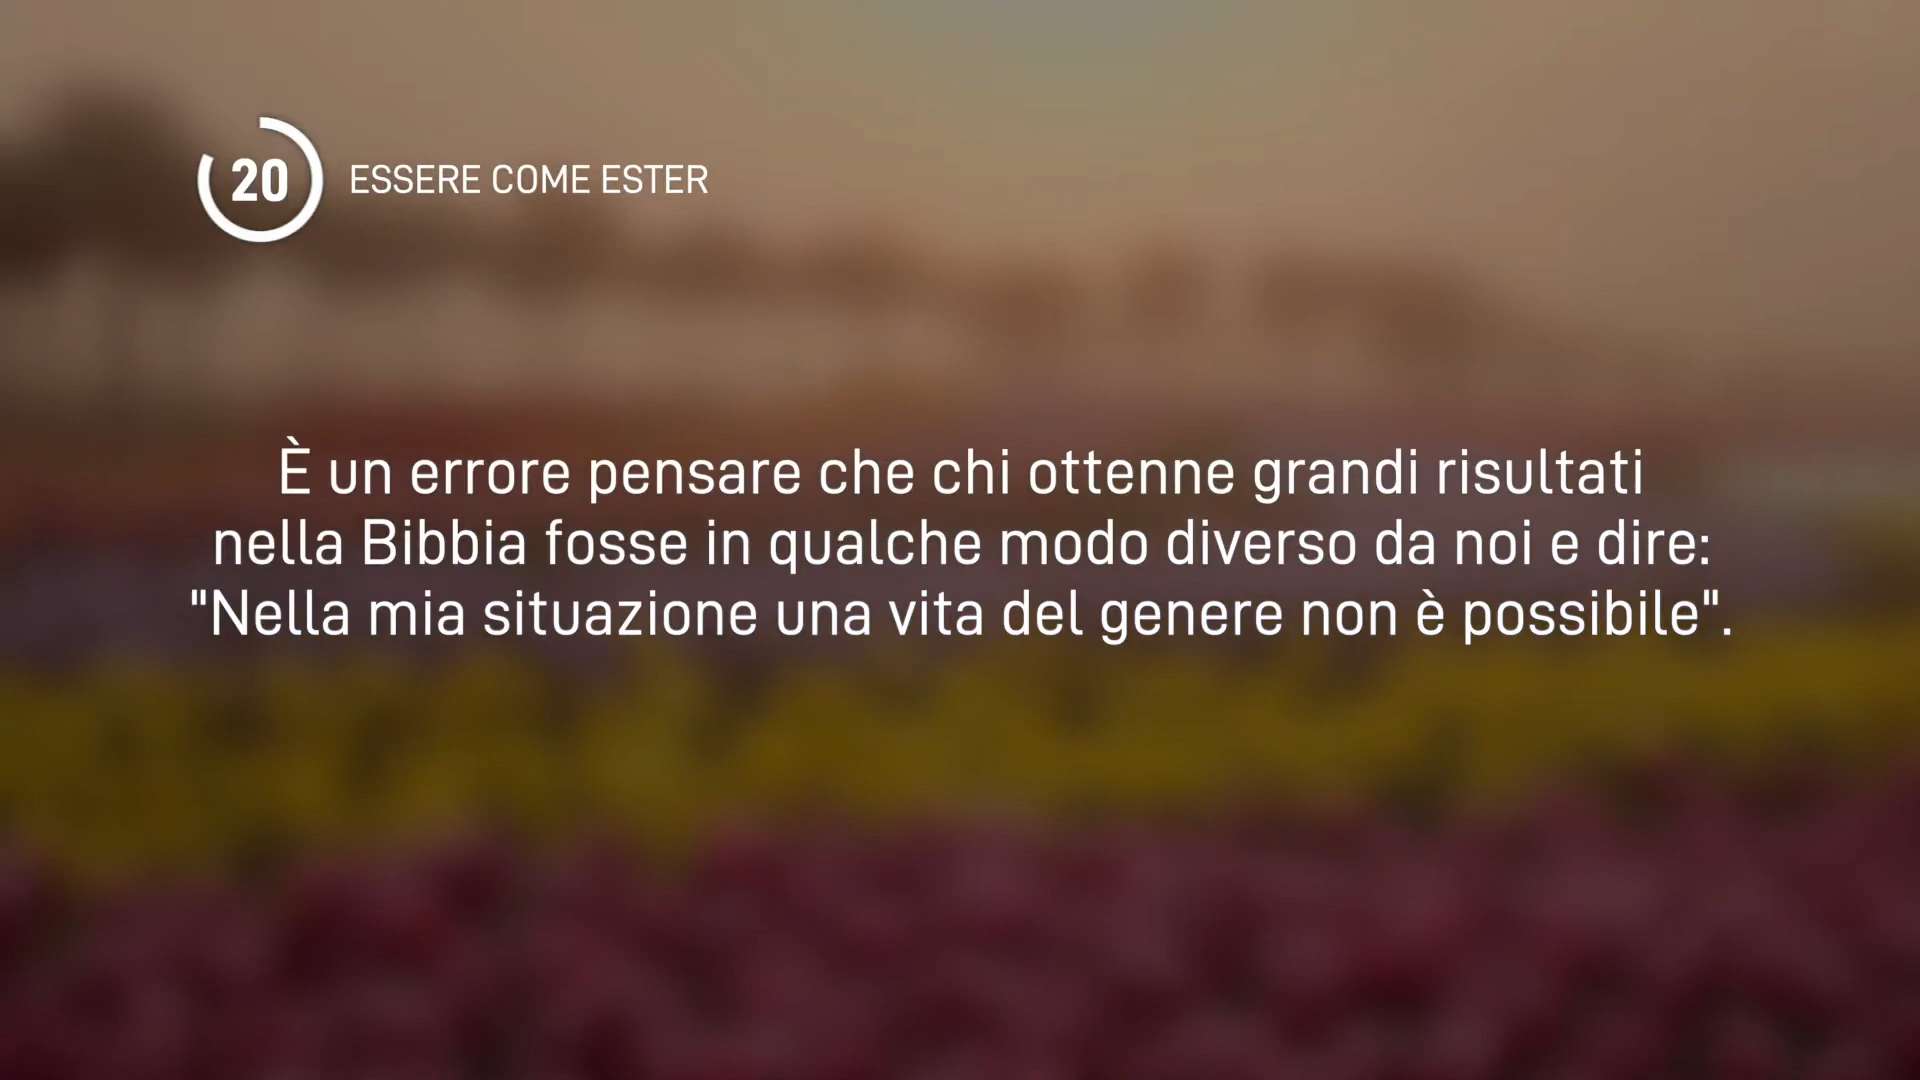 20
ESSERE COME ESTER
È un errore pensare che chi ottenne grandi risultati
nella Bibbia fosse in qualche modo diverso da noi e dire:
"Nella mia situazione una vita del genere non è possibile".